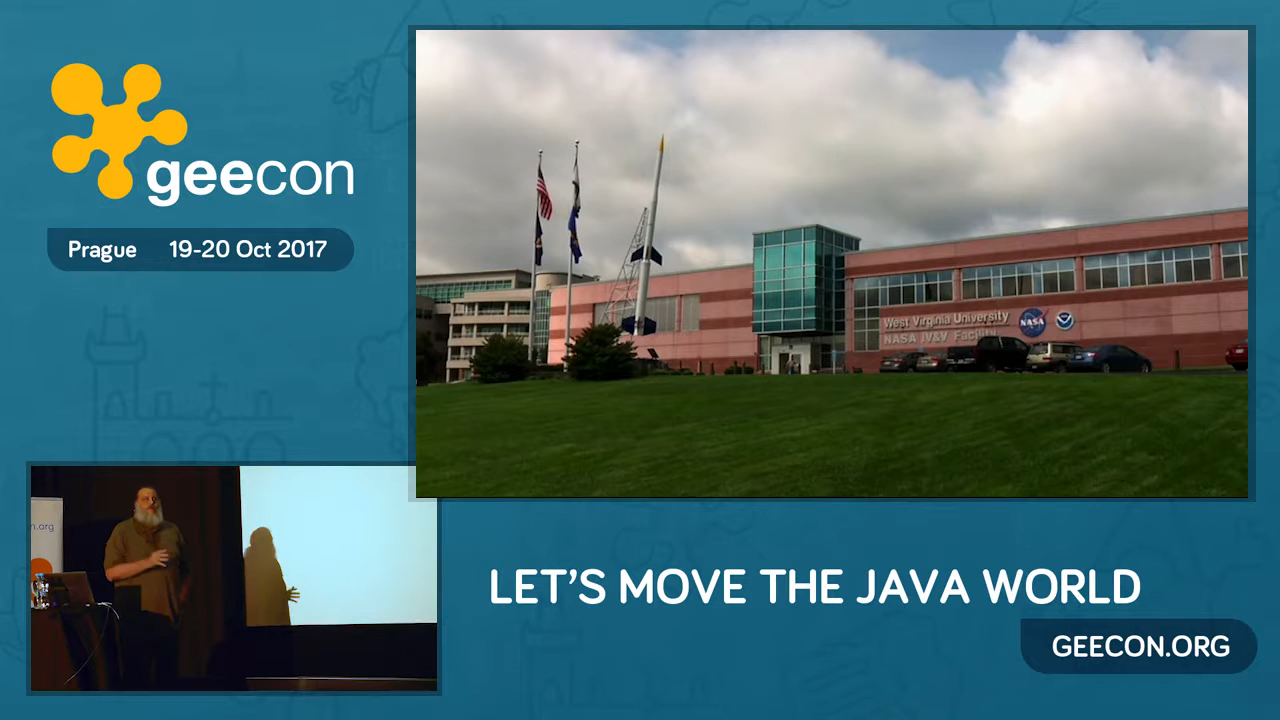 geecon
Prague 19-20 Oct 2017
West Virginia University
NASA IV&V Facility
NASA
n.org
LET'S MOVE THE JAVA WORLD
GEECON.ORG